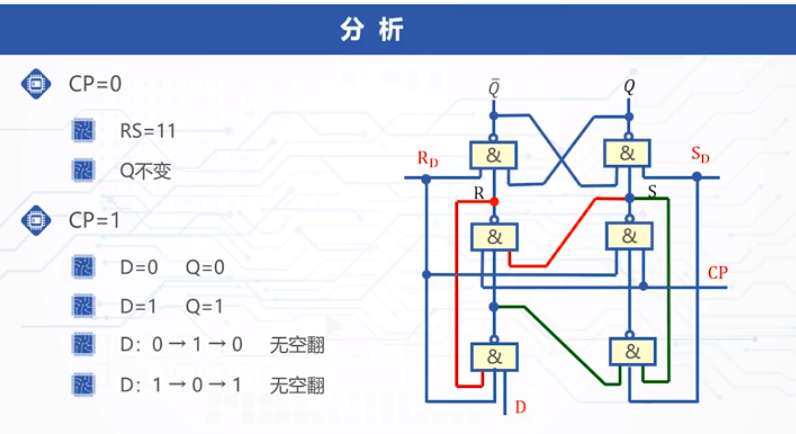 分 析
CP=0
RS=11
Q不变
CP=1
D=0 Q=0
D=1 Q=1
D：0→1→0 无空翻
D：1→0→1 无空翻
Q̅ Q
& &
R_D S_D
R S
& &
CP
& &
D